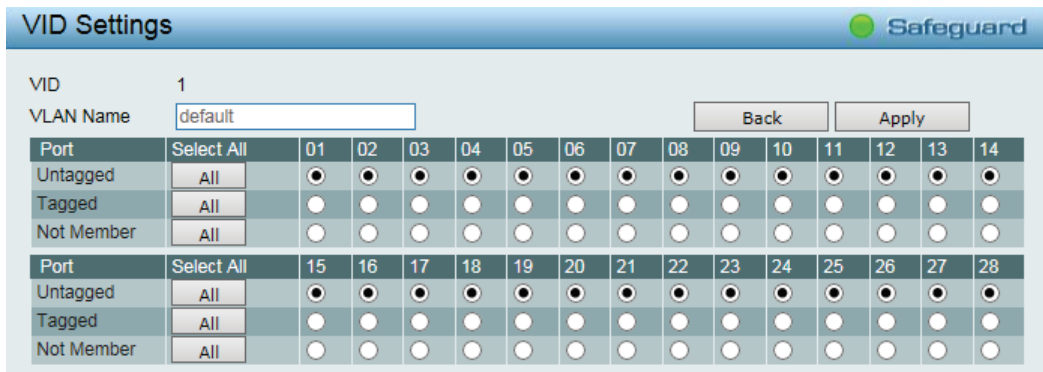 VID Settings Safeguard
VID 1
VLAN Name default Back Apply
Port Select All 01 02 03 04 05 06 07 08 09 10 11 12 13 14
Untagged All
Tagged All
Not Member All
Port Select All 15 16 17 18 19 20 21 22 23 24 25 26 27 28
Untagged All
Tagged All
Not Member All